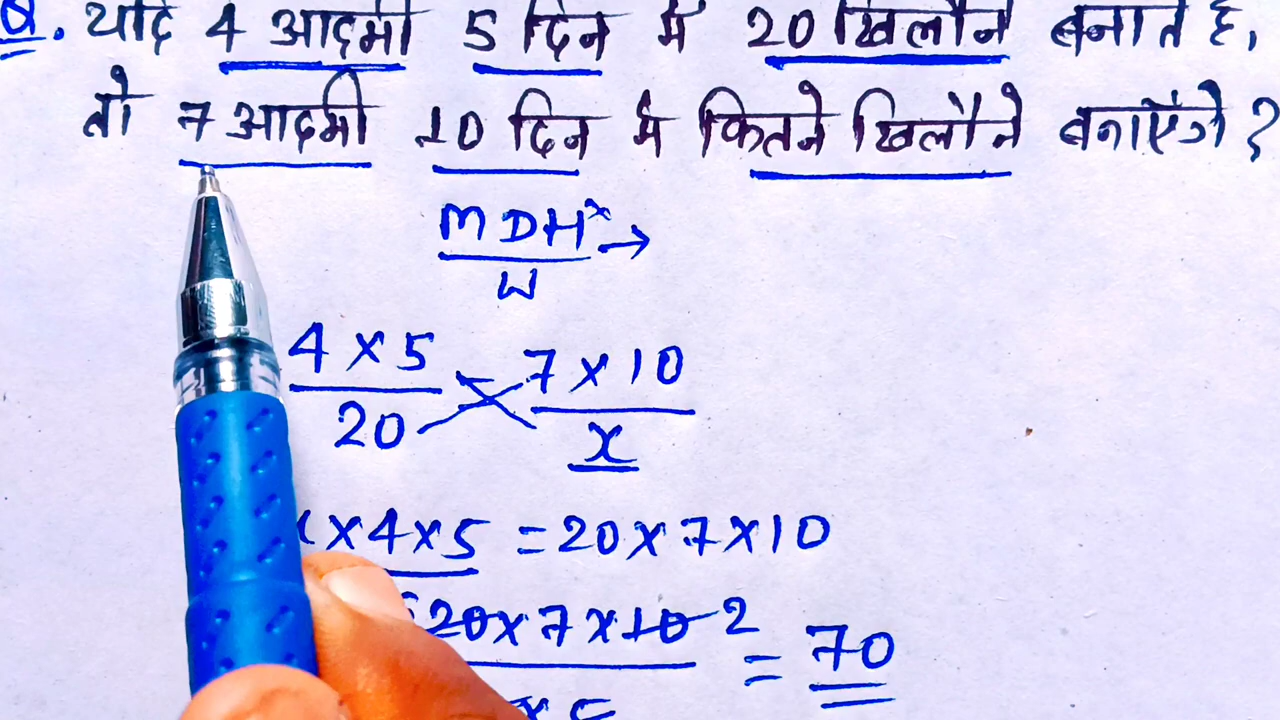 Q. यदि 4 आदमी 5 दिन में 20 खिलौने बनाते है,
तो 7 आदमी 10 दिन मे कितने खिलौने बनाएंगे ?
MDH^x →
W
4 × 5 7 × 10
20 x
× 4 × 5 = 20 × 7 × 10
20 × 7 × 10 2 = 70